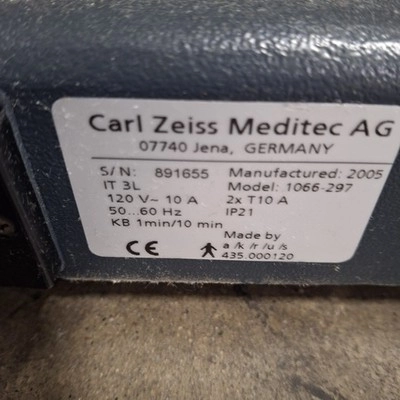 Carl Zeiss Meditec AG
07740 Jena, GERMANY
S/N: 891655 Manufactured: 2005
IT 3L Model: 1066-297
120 V~ 10 A 2x T10 A
50...60 Hz IP21
KB 1min/10 min
Made by
CE a /k /r /u /s
435.000120